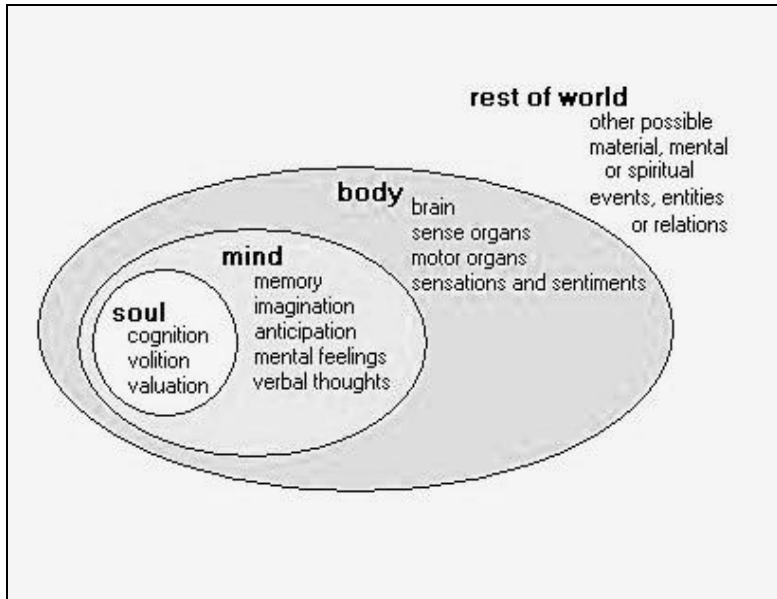 rest of world
other possible
material, mental
or spiritual
events, entities
or relations
body
brain
sense organs
motor organs
sensations and sentiments
mind
memory
imagination
anticipation
mental feelings
verbal thoughts
soul
cognition
volition
valuation